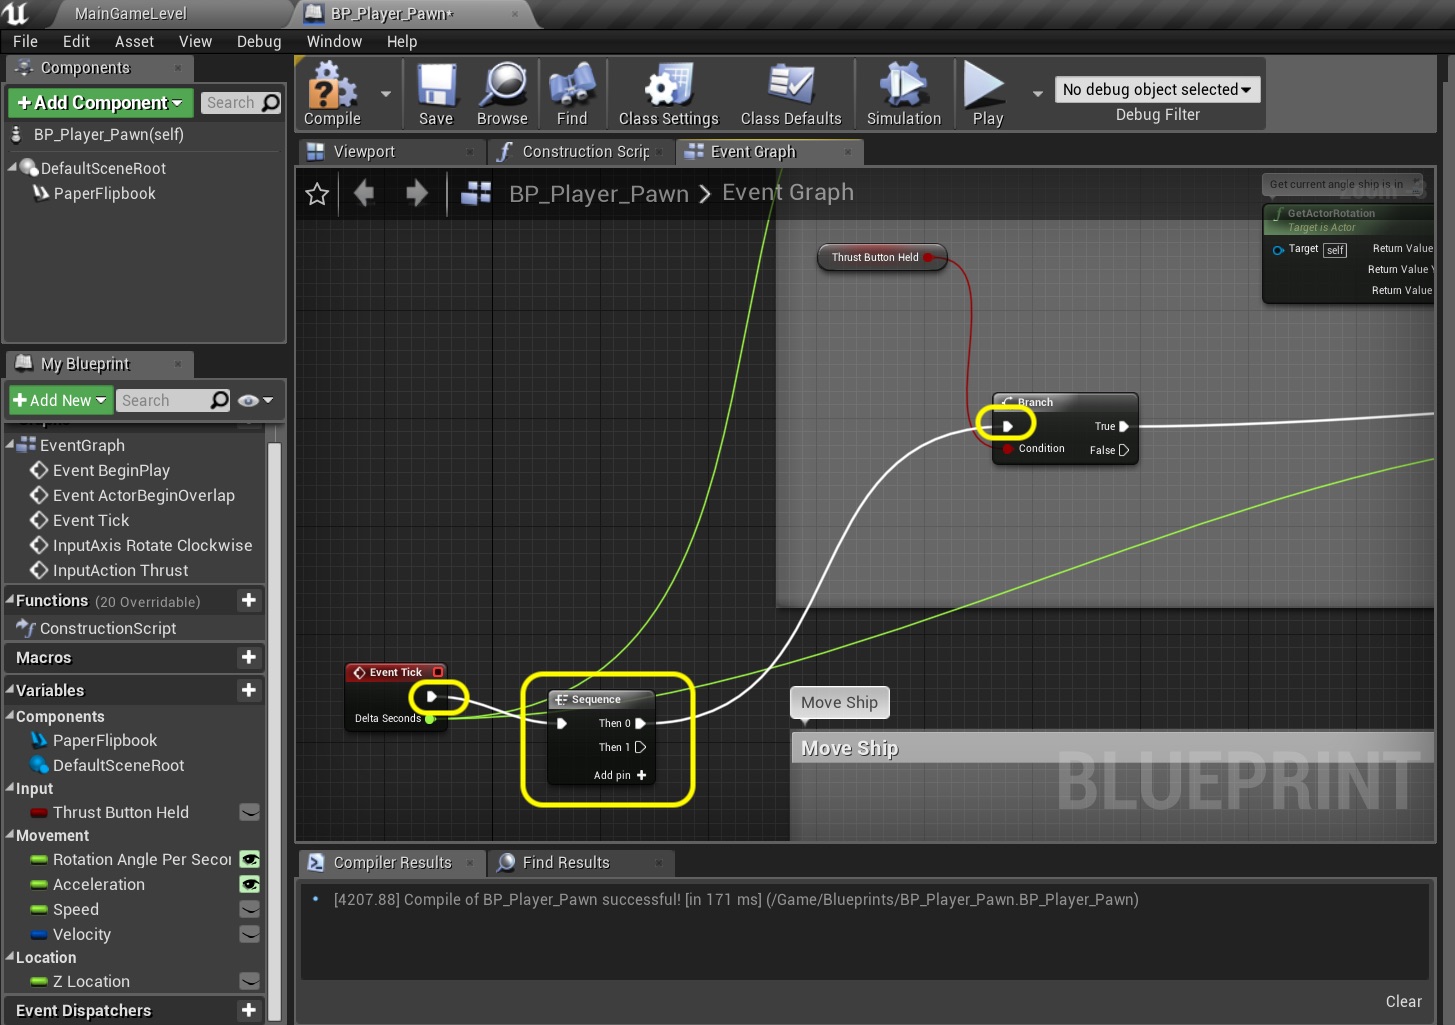 MainGameLevel
BP_Player_Pawn*
File Edit Asset View Debug Window Help
Components
+Add Component
Search
BP_Player_Pawn(self)
DefaultSceneRoot
PaperFlipbook
Compile
Save
Browse
Find
Class Settings
Class Defaults
Simulation
Play
No debug object selected
Debug Filter
Viewport
Construction Scrip
Event Graph
BP_Player_Pawn > Event Graph
Get current angle ship is in
GetActorRotation
Target is Actor
Target self
Return Value
Return Value Y
Return Value
Thrust Button Held
Branch
True
Condition
False
Event Tick
Delta Seconds
Sequence
Then 0
Then 1
Add pin +
Move Ship
Move Ship
BLUEPRINT
My Blueprint
+Add New
Search
EventGraph
Event BeginPlay
Event ActorBeginOverlap
Event Tick
InputAxis Rotate Clockwise
InputAction Thrust
Functions (20 Overridable) +
ConstructionScript
Macros +
Variables +
Components
PaperFlipbook
DefaultSceneRoot
Input
Thrust Button Held
Movement
Rotation Angle Per Secor
Acceleration
Speed
Velocity
Location
Z Location
Event Dispatchers +
Compiler Results
Find Results
[4207.88] Compile of BP_Player_Pawn successful! [in 171 ms] (/Game/Blueprints/BP_Player_Pawn.BP_Player_Pawn)
Clear